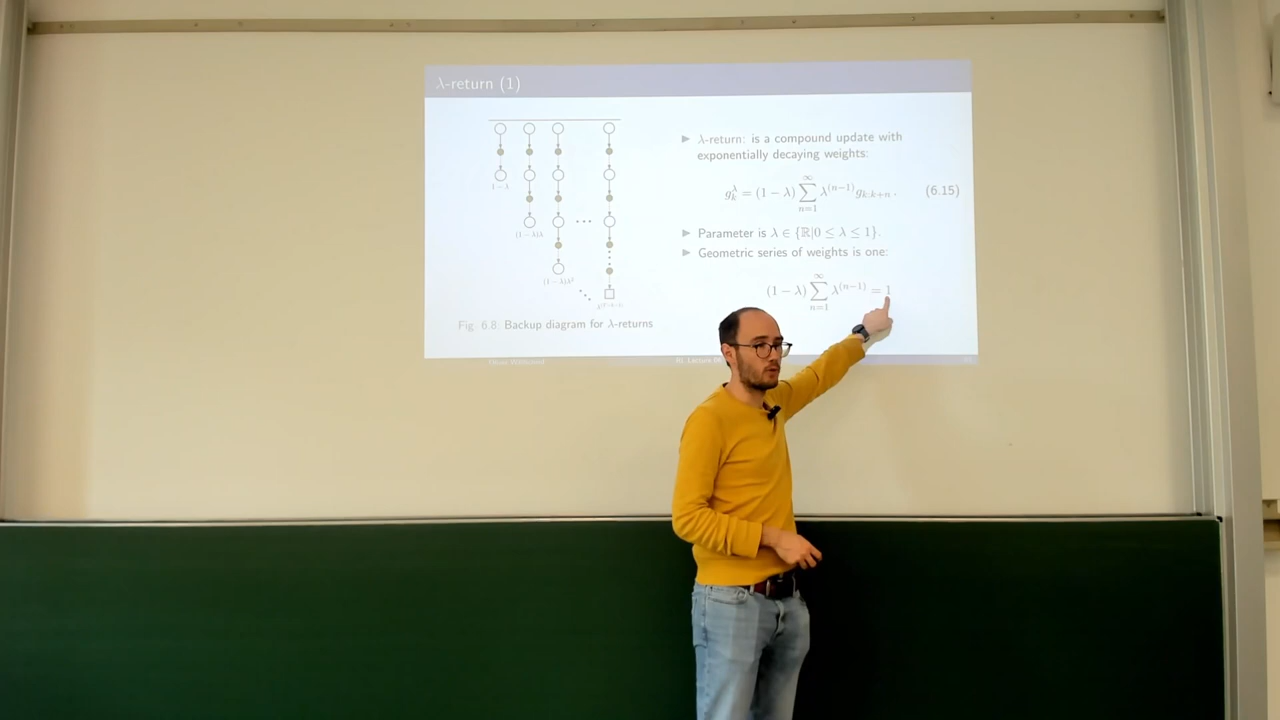 λ-return (1)
1 − λ
(1−λ)λ
(1−λ)λ²
Fig. 6.8: Backup diagram for λ-returns
▶ λ-return: is a compound update with
exponentially decaying weights:
g_k^λ = (1 − λ) ∑_{n=1}^{∞} λ^{(n−1)} g_{k:k+n} . (6.15)
▶ Parameter is λ ∈ {ℝ|0 ≤ λ ≤ 1}.
▶ Geometric series of weights is one:
(1 − λ) ∑_{n=1}^{∞} λ^{(n−1)} = 1
RL Lecture